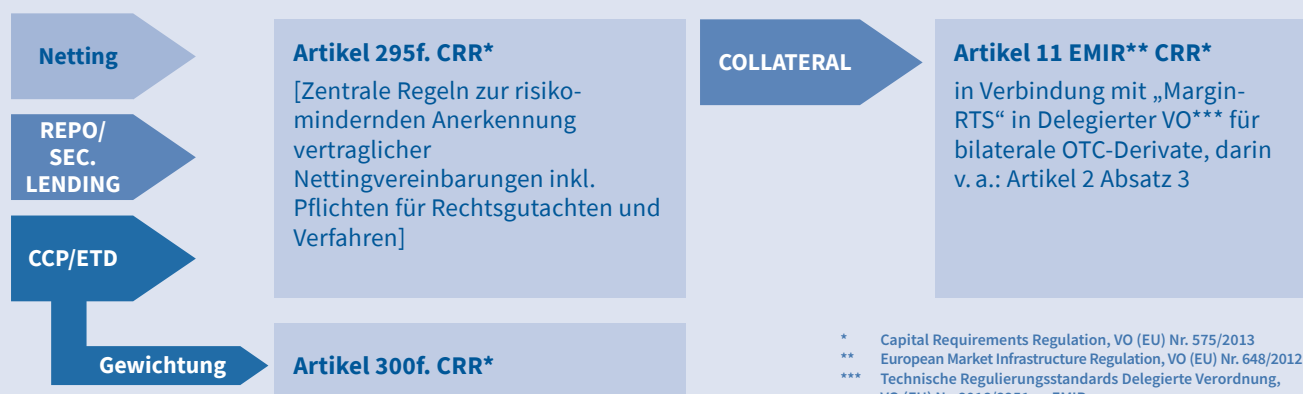 Netting
REPO/
SEC.
LENDING
CCP/ETD
Gewichtung
Artikel 295f. CRR*
[Zentrale Regeln zur risiko-
mindernden Anerkennung
vertraglicher
Nettingvereinbarungen inkl.
Pflichten für Rechtsgutachten und
Verfahren]
Artikel 300f. CRR*
COLLATERAL
Artikel 11 EMIR** CRR*
in Verbindung mit „Margin-
RTS“ in Delegierter VO*** für
bilaterale OTC-Derivate, darin
v. a.: Artikel 2 Absatz 3
* Capital Requirements Regulation, VO (EU) Nr. 575/2013
** European Market Infrastructure Regulation, VO (EU) Nr. 648/2012
*** Technische Regulierungsstandards Delegierte Verordnung,